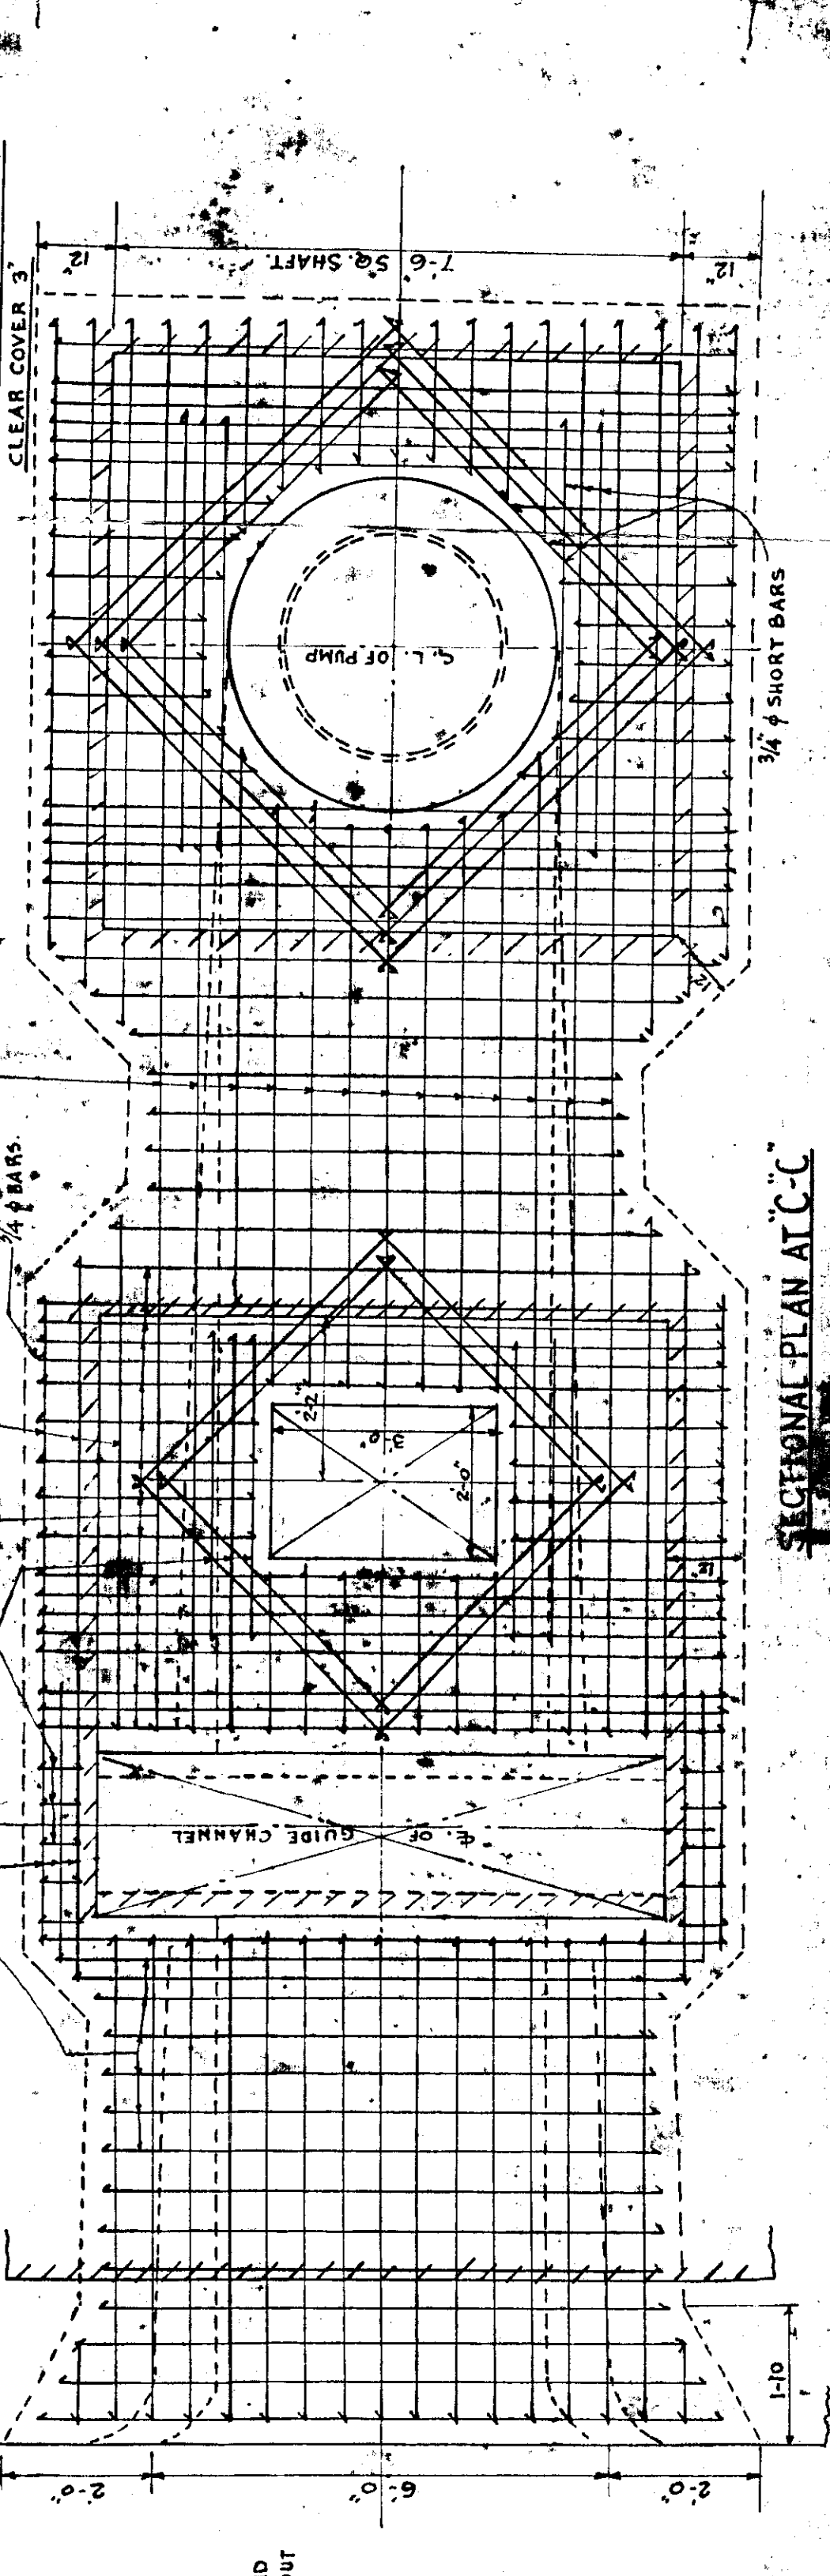 CLEAR COVER 3"
12"
7'-6" SQ. SHAFT.
12"
C.L. OF PUMP
3/4" φ SHORT BARS
12"
3/4" φ BARS.
2'-2"
3'-0"
2'-0"
12"
SECTIONAL PLAN AT "C-C"
℄. OF GUIDE CHANNEL
1-10
2'-0"
6'-0"
2'-0"
D
OUT